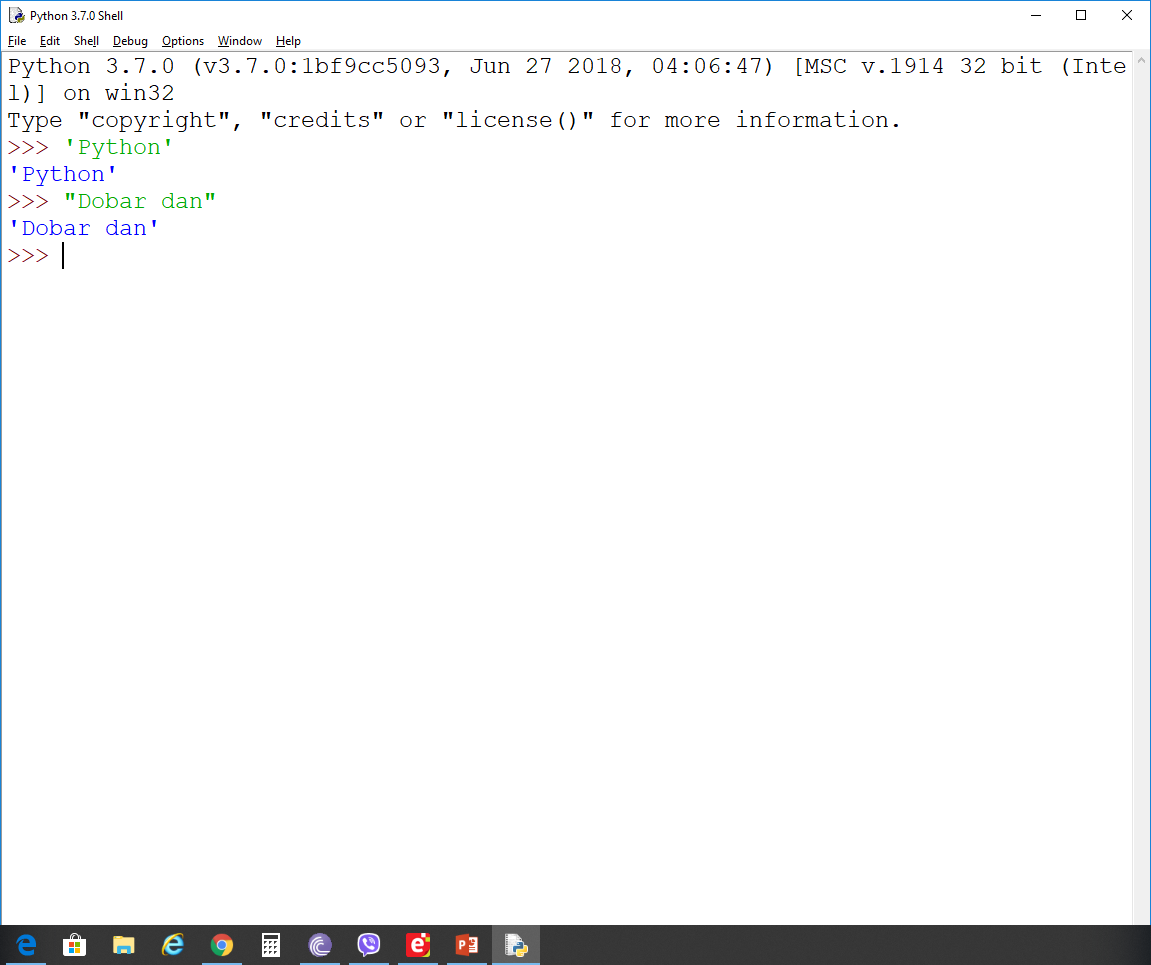 Python 3.7.0 Shell
File Edit Shell Debug Options Window Help
Python 3.7.0 (v3.7.0:1bf9cc5093, Jun 27 2018, 04:06:47) [MSC v.1914 32 bit (Inte
l)] on win32
Type "copyright", "credits" or "license()" for more information.
>>> 'Python'
'Python'
>>> "Dobar dan"
'Dobar dan'
>>>